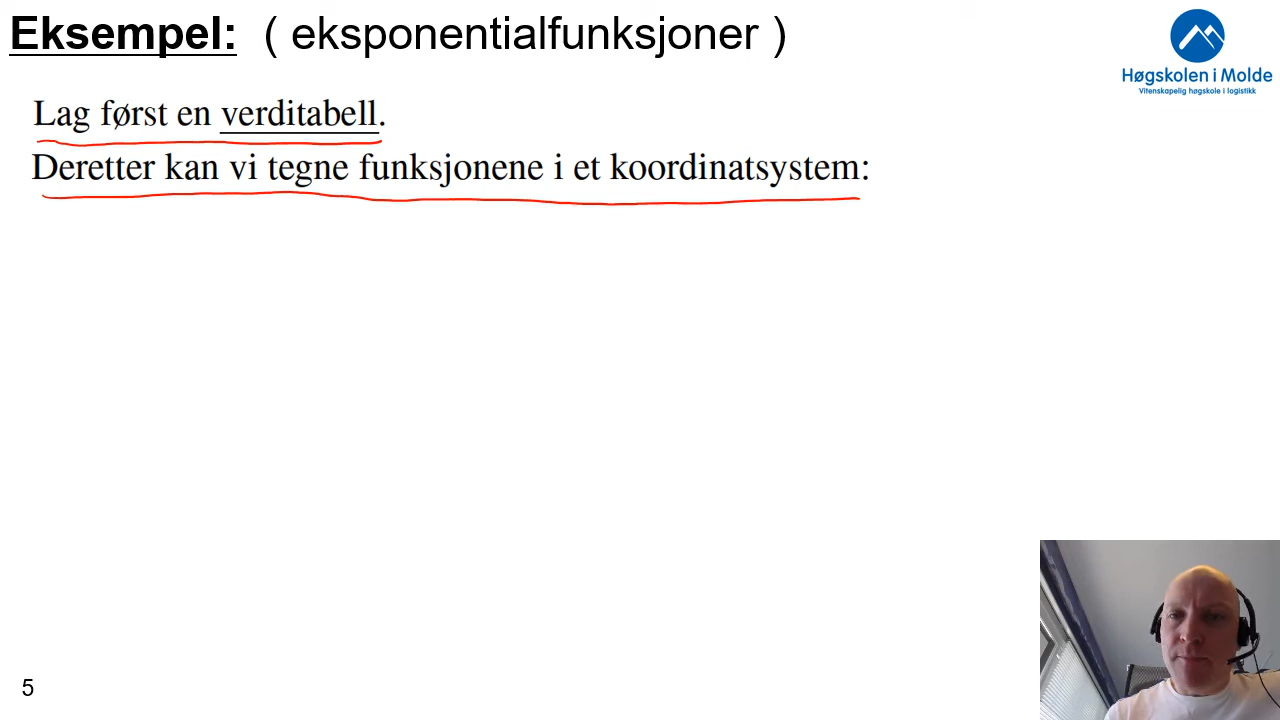 Eksempel: ( eksponentialfunksjoner )
Høgskolen i Molde
Vitenskapelig høgskole i logistikk
Lag først en verditabell.
Deretter kan vi tegne funksjonene i et koordinatsystem:
5